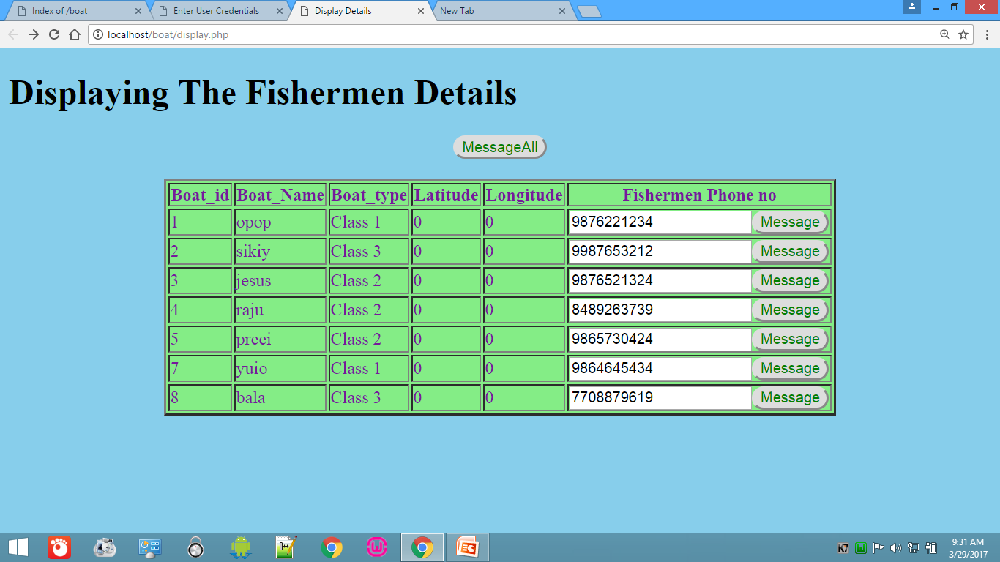 Index of /boat Enter User Credentials Display Details New Tab
localhost/boat/display.php
Displaying The Fishermen Details
MessageAll
Boat_id Boat_Name Boat_type Latitude Longitude Fishermen Phone no
1 opop Class 1 0 0 9876221234 Message
2 sikiy Class 3 0 0 9987653212 Message
3 jesus Class 2 0 0 9876521324 Message
4 raju Class 2 0 0 8489263739 Message
5 preei Class 2 0 0 9865730424 Message
7 yuio Class 1 0 0 9864645434 Message
8 bala Class 3 0 0 7708879619 Message
9:31 AM
3/29/2017